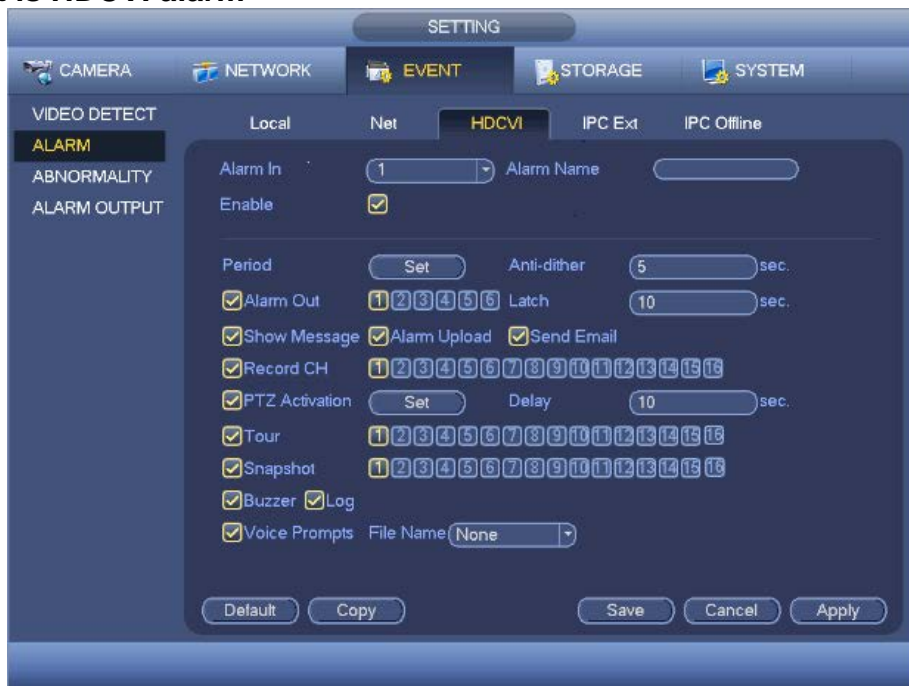 SETTING
CAMERA NETWORK EVENT STORAGE SYSTEM
VIDEO DETECT
ALARM
ABNORMALITY
ALARM OUTPUT
Local Net HDCVI IPC Ext IPC Offline
Alarm In 1 Alarm Name
Enable
Period Set Anti-dither 5 sec.
Alarm Out 1 2 3 4 5 6 Latch 10 sec.
Show Message Alarm Upload Send Email
Record CH 1 2 3 4 5 6 7 8 9 10 11 12 13 14 15 16
PTZ Activation Set Delay 10 sec.
Tour 1 2 3 4 5 6 7 8 9 10 11 12 13 14 15 16
Snapshot 1 2 3 4 5 6 7 8 9 10 11 12 13 14 15 16
Buzzer Log
Voice Prompts File Name None
Default Copy Save Cancel Apply